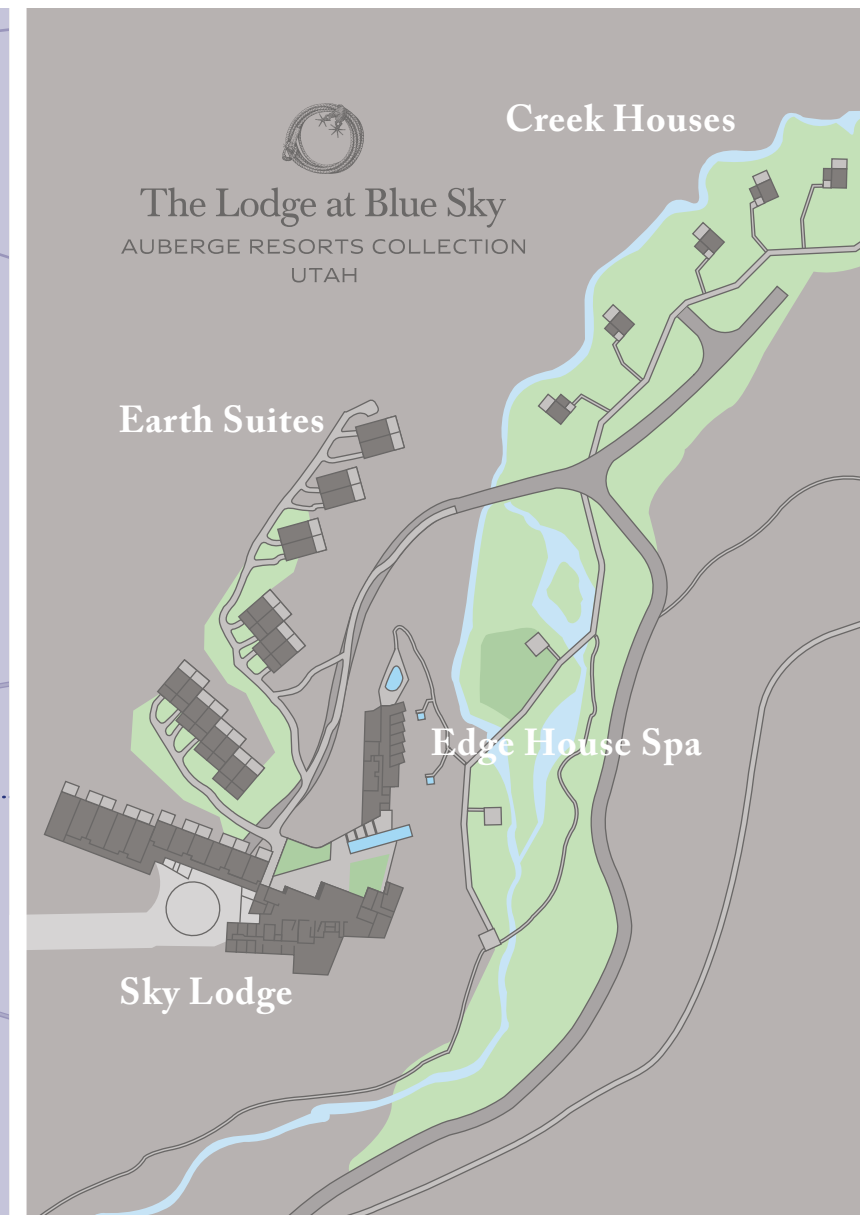 Creek Houses
The Lodge at Blue Sky
AUBERGE RESORTS COLLECTION
UTAH
Earth Suites
Edge House Spa
Sky Lodge